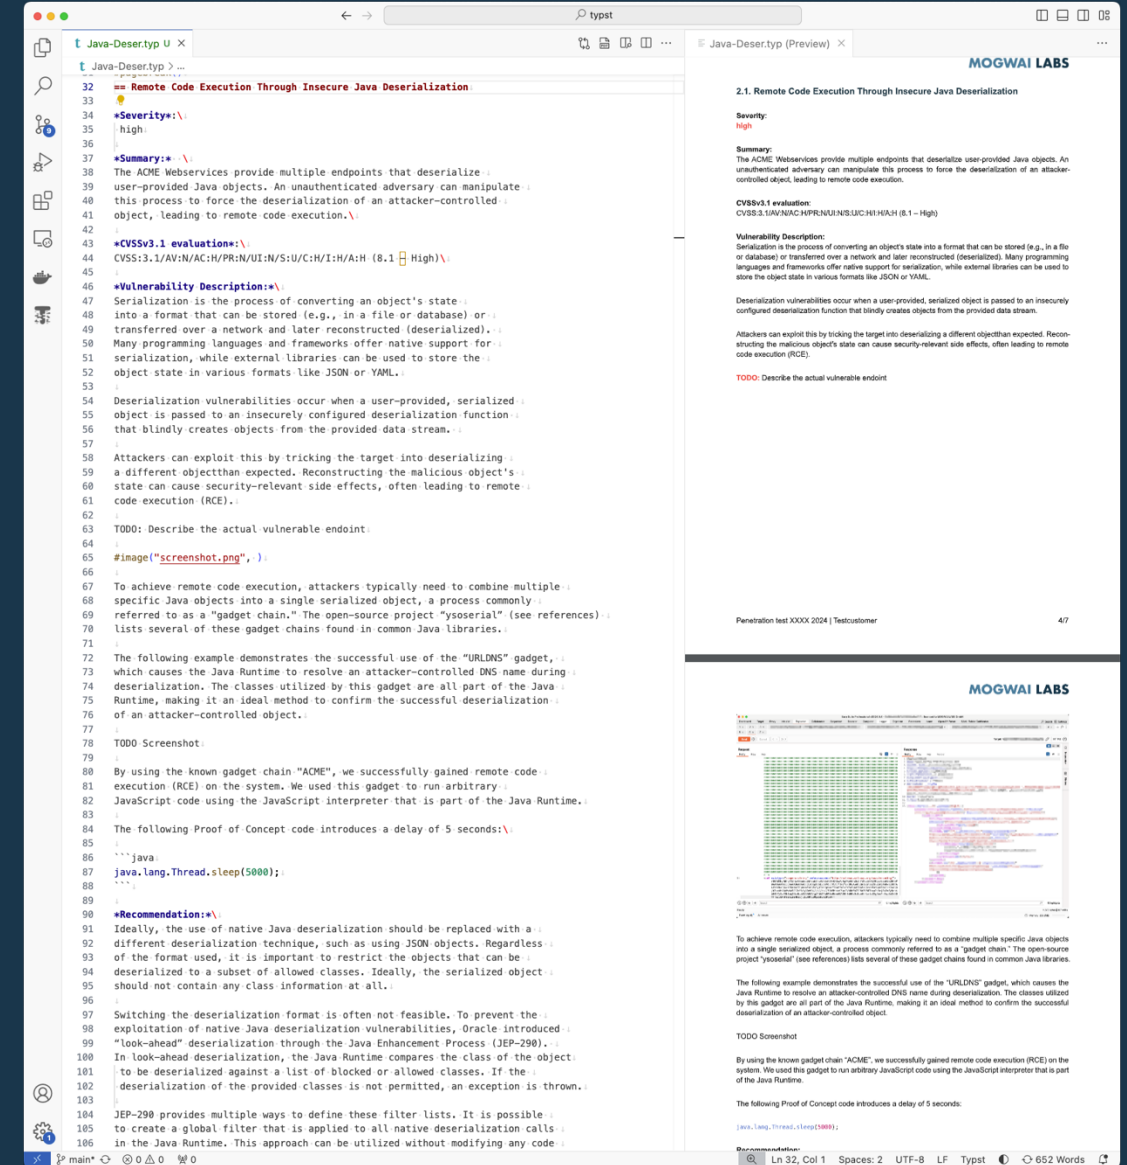 typst
Java-Deser.typ U
Java-Deser.typ > ...
32 == Remote Code Execution Through Insecure Java Deserialization
33
34 *Severity*:\
35 high
36
37 *Summary:* \
38 The ACME Webservices provide multiple endpoints that deserialize
39 user-provided Java objects. An unauthenticated adversary can manipulate
40 this process to force the deserialization of an attacker-controlled
41 object, leading to remote code execution.\
42
43 *CVSSv3.1 evaluation*:\
44 CVSS:3.1/AV:N/AC:H/PR:N/UI:N/S:U/C:H/I:H/A:H (8.1 – High)\
45
46 *Vulnerability Description:*\
47 Serialization is the process of converting an object's state
48 into a format that can be stored (e.g., in a file or database) or
49 transferred over a network and later reconstructed (deserialized).
50 Many programming languages and frameworks offer native support for
51 serialization, while external libraries can be used to store the
52 object state in various formats like JSON or YAML.
53
54 Deserialization vulnerabilities occur when a user-provided, serialized
55 object is passed to an insecurely configured deserialization function
56 that blindly creates objects from the provided data stream.
57
58 Attackers can exploit this by tricking the target into deserializing
59 a different objectthan expected. Reconstructing the malicious object's
60 state can cause security-relevant side effects, often leading to remote
61 code execution (RCE).
62
63 TODO: Describe the actual vulnerable endoint
64
65 #image("screenshot.png", )
66
67 To achieve remote code execution, attackers typically need to combine multiple
68 specific Java objects into a single serialized object, a process commonly
69 referred to as a "gadget chain." The open-source project “ysoserial” (see references)
70 lists several of these gadget chains found in common Java libraries.
71
72 The following example demonstrates the successful use of the “URLDNS” gadget,
73 which causes the Java Runtime to resolve an attacker-controlled DNS name during
74 deserialization. The classes utilized by this gadget are all part of the Java
75 Runtime, making it an ideal method to confirm the successful deserialization
76 of an attacker-controlled object.
77
78 TODO Screenshot
79
80 By using the known gadget chain "ACME", we successfully gained remote code
81 execution (RCE) on the system. We used this gadget to run arbitrary
82 JavaScript code using the JavaScript interpreter that is part of the Java Runtime.
83
84 The following Proof of Concept code introduces a delay of 5 seconds:\
85
86 ```java
87 java.lang.Thread.sleep(5000);
88 ```
89
90 *Recommendation:*\
91 Ideally, the use of native Java deserialization should be replaced with a
92 different deserialization technique, such as using JSON objects. Regardless
93 of the format used, it is important to restrict the objects that can be
94 deserialized to a subset of allowed classes. Ideally, the serialized object
95 should not contain any class information at all.
96
97 Switching the deserialization format is often not feasible. To prevent the
98 exploitation of native Java deserialization vulnerabilities, Oracle introduced
99 “look-ahead” deserialization through the Java Enhancement Process (JEP-290).
100 In look-ahead deserialization, the Java Runtime compares the class of the object
101 to be deserialized against a list of blocked or allowed classes. If the
102 deserialization of the provided classes is not permitted, an exception is thrown.
103
104 JEP-290 provides multiple ways to define these filter lists. It is possible
105 to create a global filter that is applied to all native deserialization calls
106 in the Java Runtime. This approach can be utilized without modifying any code
Java-Deser.typ (Preview)
MOGWAI LABS
2.1. Remote Code Execution Through Insecure Java Deserialization
Severity:
high
Summary:
The ACME Webservices provide multiple endpoints that deserialize user-provided Java objects. An
unauthenticated adversary can manipulate this process to force the deserialization of an attacker-
controlled object, leading to remote code execution.
CVSSv3.1 evaluation:
CVSS:3.1/AV:N/AC:H/PR:N/UI:N/S:U/C:H/I:H/A:H (8.1 – High)
Vulnerability Description:
Serialization is the process of converting an object's state into a format that can be stored (e.g., in a file
or database) or transferred over a network and later reconstructed (deserialized). Many programming
languages and frameworks offer native support for serialization, while external libraries can be used to
store the object state in various formats like JSON or YAML.
Deserialization vulnerabilities occur when a user-provided, serialized object is passed to an insecurely
configured deserialization function that blindly creates objects from the provided data stream.
Attackers can exploit this by tricking the target into deserializing a different objectthan expected. Recon-
structing the malicious object's state can cause security-relevant side effects, often leading to remote
code execution (RCE).
TODO: Describe the actual vulnerable endoint
Penetration test XXXX 2024 | Testcustomer 4/7
MOGWAI LABS
To achieve remote code execution, attackers typically need to combine multiple specific Java objects
into a single serialized object, a process commonly referred to as a “gadget chain.” The open-source
project “ysoserial” (see references) lists several of these gadget chains found in common Java libraries.
The following example demonstrates the successful use of the “URLDNS” gadget, which causes the
Java Runtime to resolve an attacker-controlled DNS name during deserialization. The classes utilized
by this gadget are all part of the Java Runtime, making it an ideal method to confirm the successful
deserialization of an attacker-controlled object.
TODO Screenshot
By using the known gadget chain “ACME”, we successfully gained remote code execution (RCE) on the
system. We used this gadget to run arbitrary JavaScript code using the JavaScript interpreter that is part
of the Java Runtime.
The following Proof of Concept code introduces a delay of 5 seconds:
java.lang.Thread.sleep(5000);
Recommendation:
main* 0 0 0 Ln 32, Col 1 Spaces: 2 UTF-8 LF Typst 652 Words